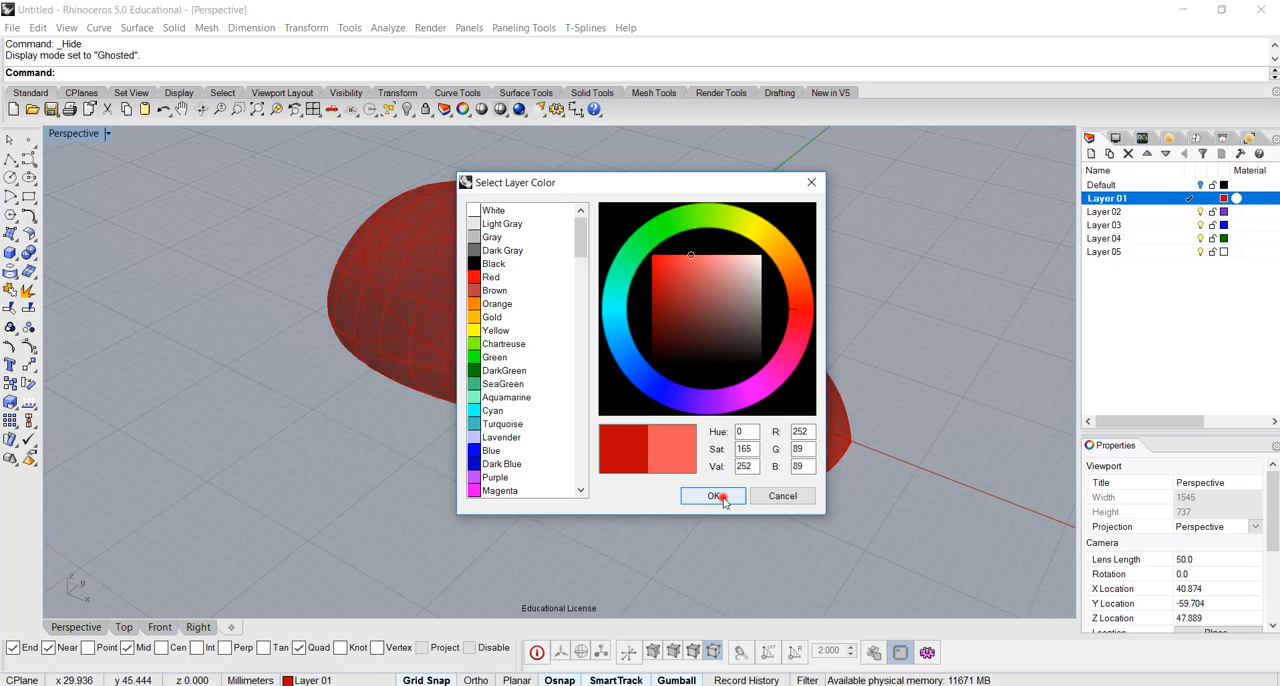 Untitled - Rhinoceros 5.0 Educational - [Perspective]
File Edit View Curve Surface Solid Mesh Dimension Transform Tools Analyze Render Panels Paneling Tools T-Splines Help
Command: _Hide
Display mode set to "Ghosted".
Command:
Standard CPlanes Set View Display Select Viewport Layout Visibility Transform Curve Tools Surface Tools Solid Tools Mesh Tools Render Tools Drafting New in V5
Perspective
Select Layer Color
White
Light Gray
Gray
Dark Gray
Black
Red
Brown
Orange
Gold
Yellow
Chartreuse
Green
DarkGreen
SeaGreen
Aquamarine
Cyan
Turquoise
Lavender
Blue
Dark Blue
Purple
Magenta
Hue: 0 R: 252
Sat: 165 G: 89
Val: 252 B: 89
OK Cancel
Name Material
Default
Layer 01
Layer 02
Layer 03
Layer 04
Layer 05
Properties
Viewport
Title Perspective
Width 1545
Height 737
Projection Perspective
Camera
Lens Length 50.0
Rotation 0.0
X Location 40.874
Y Location -59.704
Z Location 47.889
z
y
x
Educational License
Perspective Top Front Right
End Near Point Mid Cen Int Perp Tan Quad Knot Vertex Project Disable 2.000
CPlane x 29.936 y 45.444 z 0.000 Millimeters Layer 01 Grid Snap Ortho Planar Osnap SmartTrack Gumball Record History Filter Available physical memory: 11671 MB